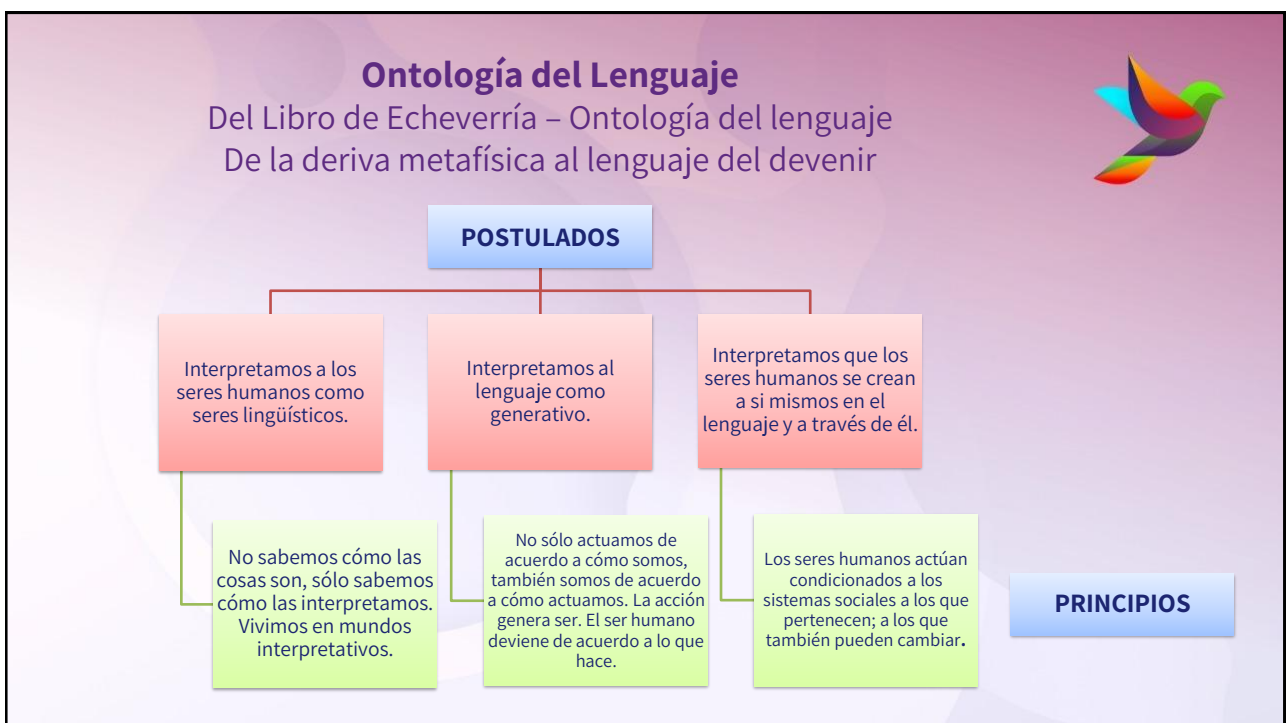 Ontología del Lenguaje
Del Libro de Echeverría – Ontología del lenguaje
De la deriva metafísica al lenguaje del devenir
POSTULADOS
Interpretamos a los
seres humanos como
seres lingüísticos.
Interpretamos al
lenguaje como
generativo.
Interpretamos que los
seres humanos se crean
a si mismos en el
lenguaje y a través de él.
No sabemos cómo las
cosas son, sólo sabemos
cómo las interpretamos.
Vivimos en mundos
interpretativos.
No sólo actuamos de
acuerdo a cómo somos,
también somos de acuerdo
a cómo actuamos. La acción
genera ser. El ser humano
deviene de acuerdo a lo que
hace.
Los seres humanos actúan
condicionados a los
sistemas sociales a los que
pertenecen; a los que
también pueden cambiar.
PRINCIPIOS